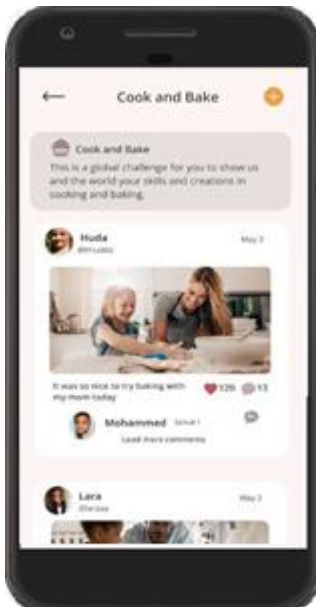 Cook and Bake
Cook and Bake
This is a global challenge for you to show us
and the world your skills and creations in
cooking and baking.
Huda
May 3
It was so nice to try baking with
my mom today
129
13
Mohammed
Load more comments
Lara
May 3